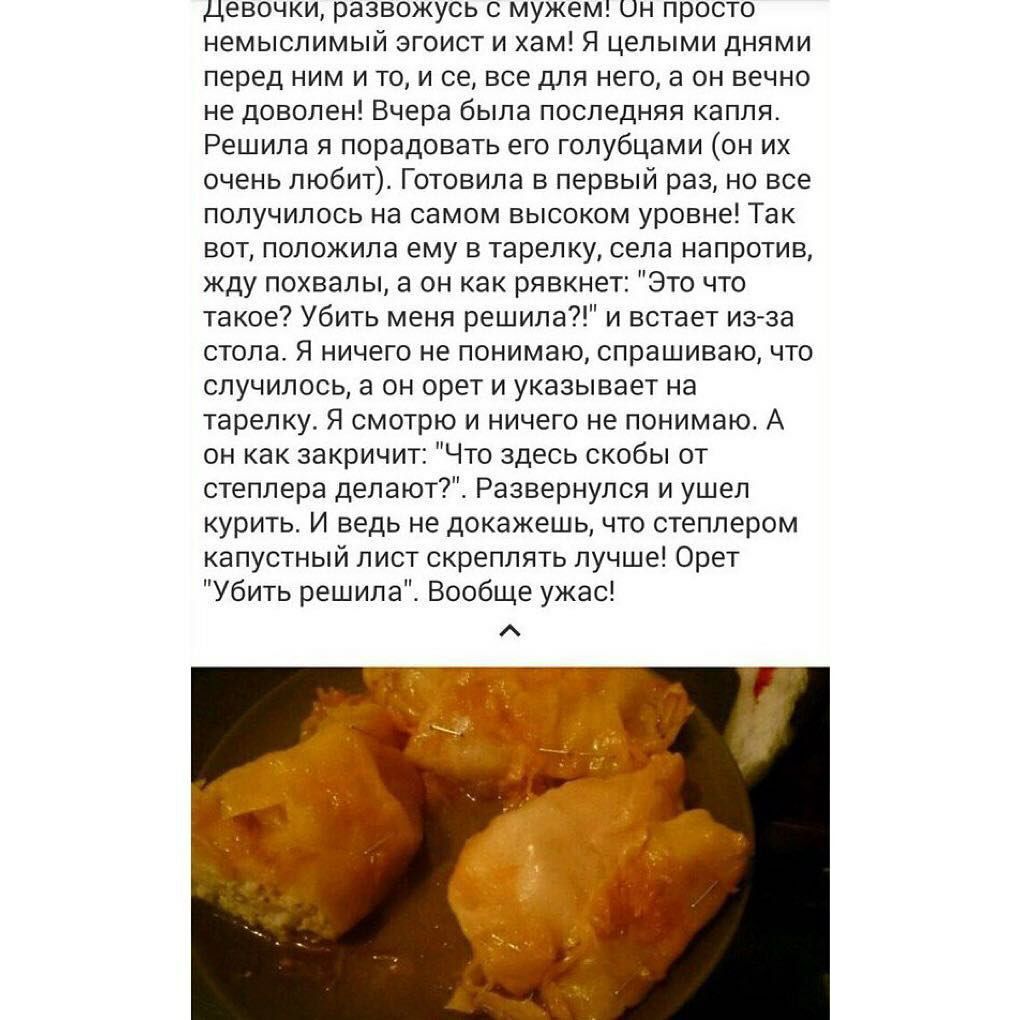 Девочки, развожусь с мужем! Он просто
немыслимый эгоист и хам! Я целыми днями
перед ним и то, и се, все для него, а он вечно
не доволен! Вчера была последняя капля.
Решила я порадовать его голубцами (он их
очень любит). Готовила в первый раз, но все
получилось на самом высоком уровне! Так
вот, положила ему в тарелку, села напротив,
жду похвалы, а он как рявкнет: "Это что
такое? Убить меня решила?!" и встает из-за
стола. Я ничего не понимаю, спрашиваю, что
случилось, а он орет и указывает на
тарелку. Я смотрю и ничего не понимаю. А
он как закричит: "Что здесь скобы от
степлера делают?". Развернулся и ушел
курить. И ведь не докажешь, что степлером
капустный лист скреплять лучше! Орет
"Убить решила". Вообще ужас!